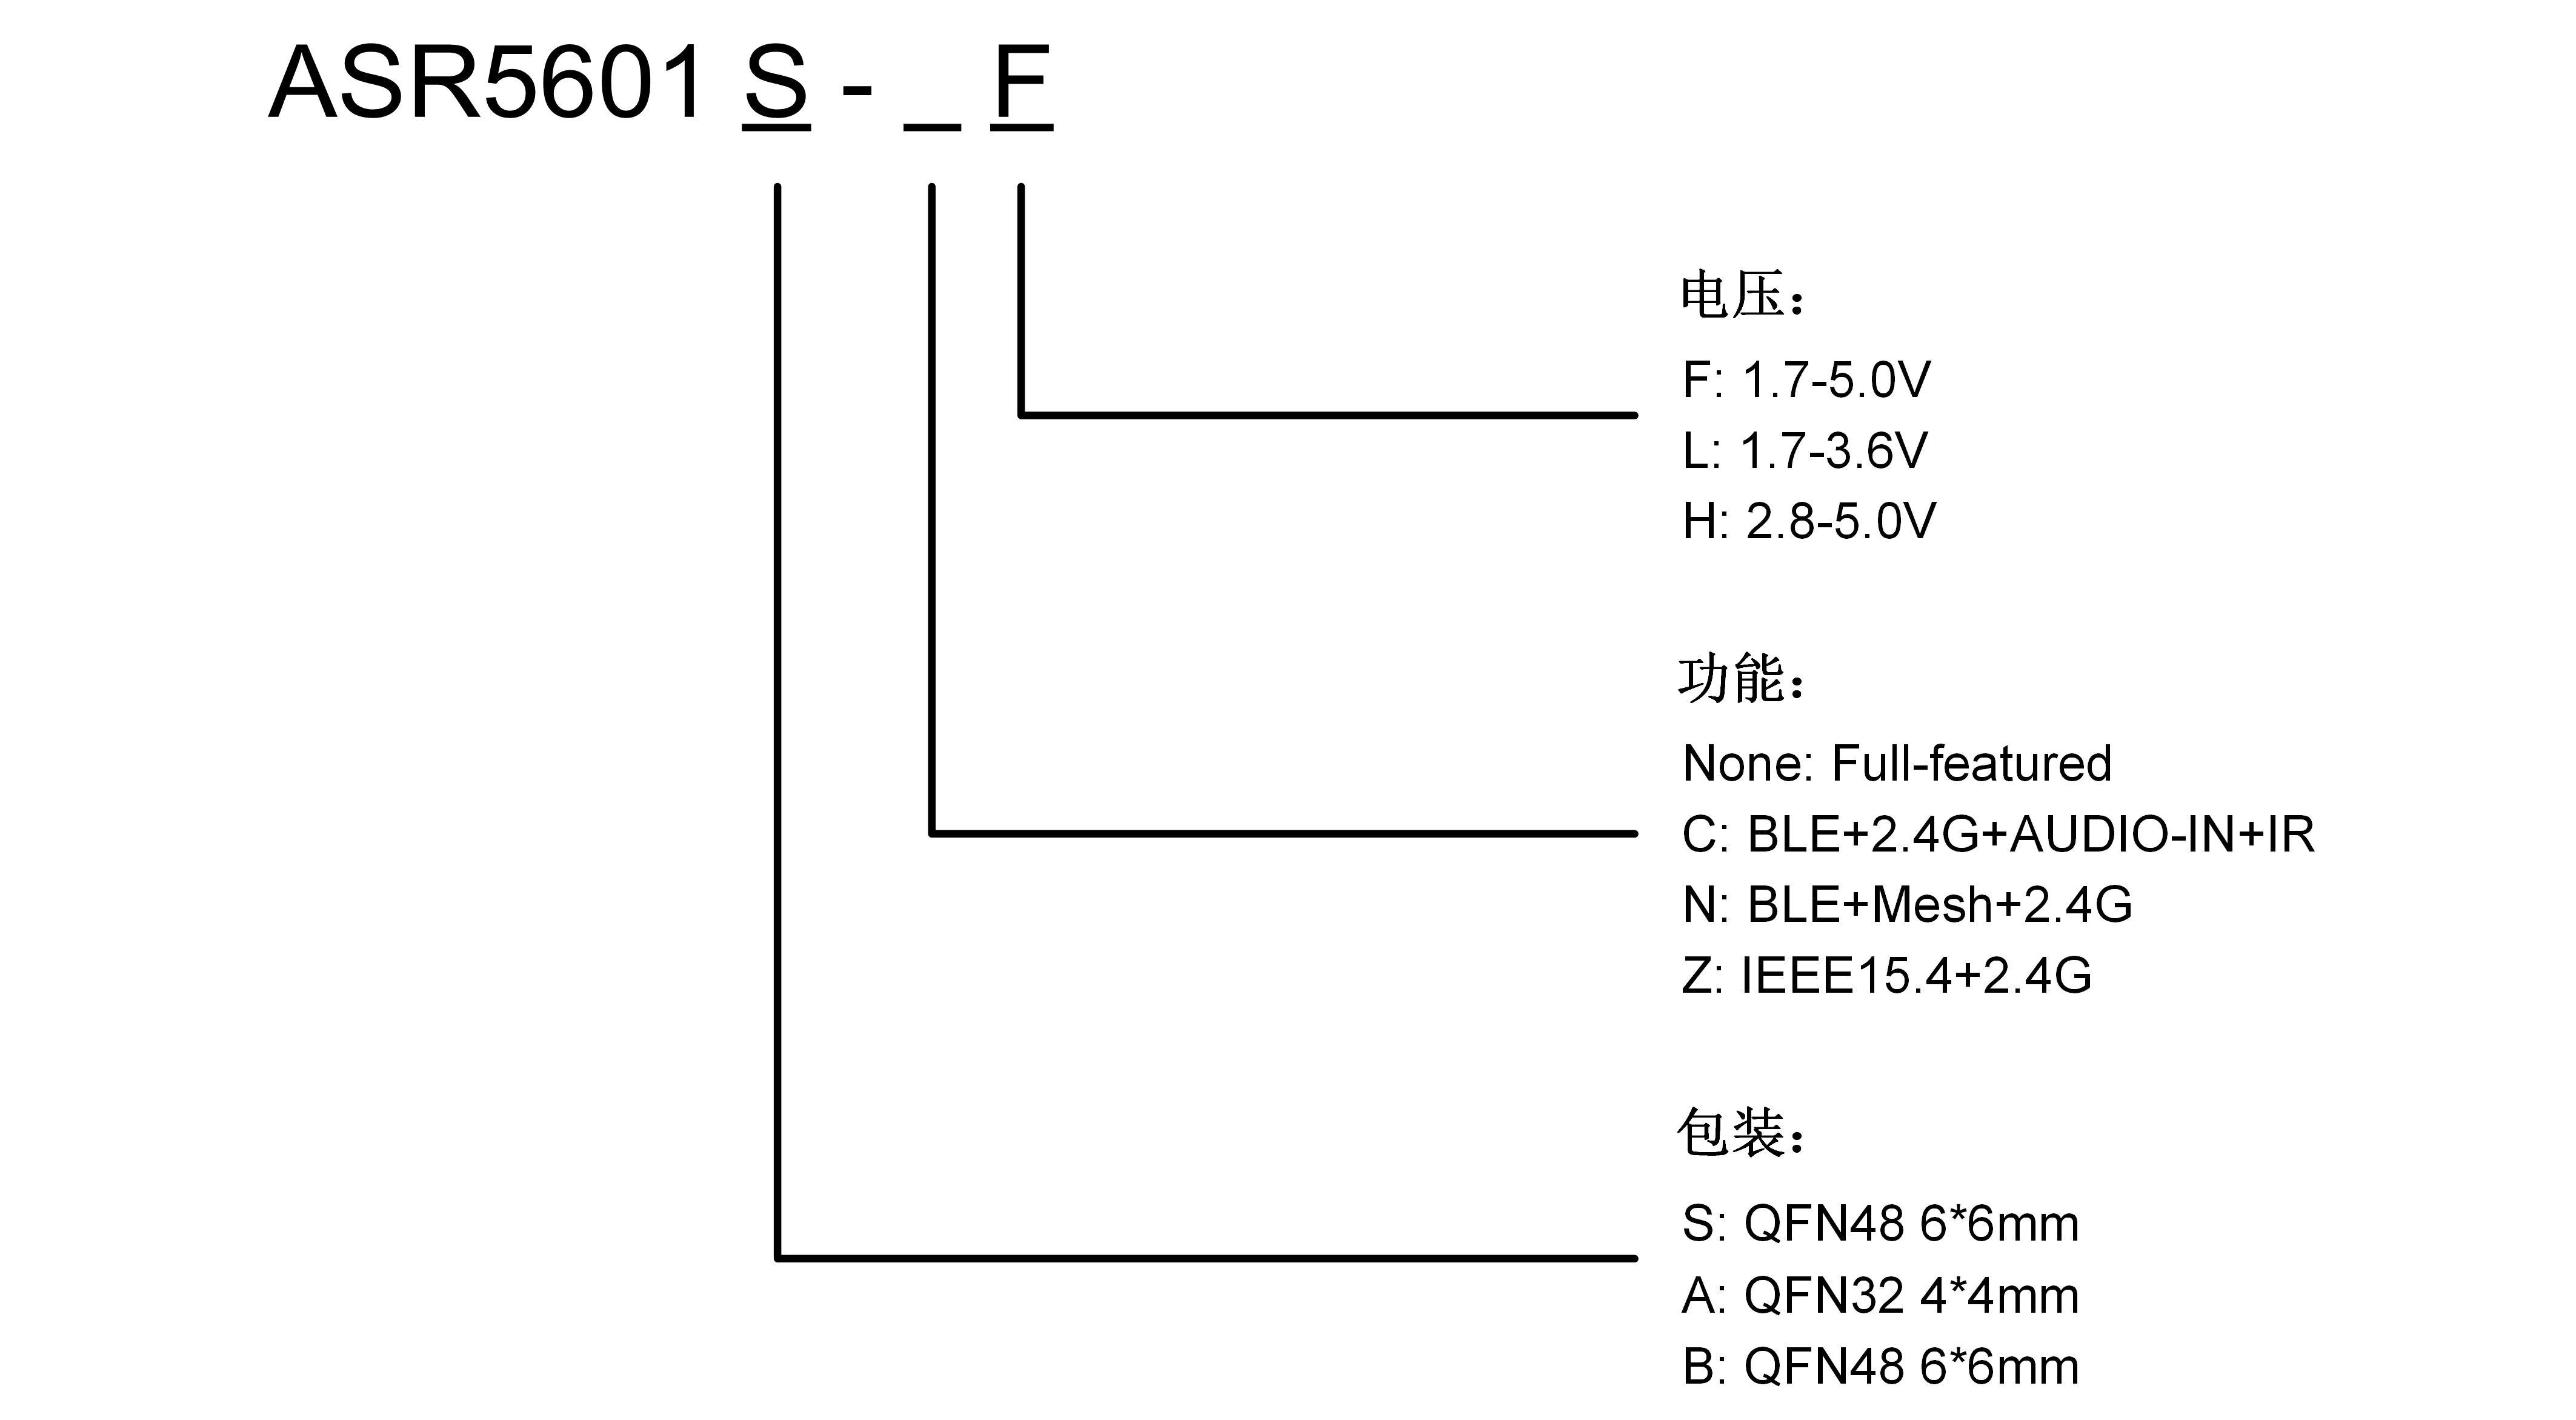 ASR5601 S - _ F
电压：
F: 1.7-5.0V
L: 1.7-3.6V
H: 2.8-5.0V
功能：
None: Full-featured
C: BLE+2.4G+AUDIO-IN+IR
N: BLE+Mesh+2.4G
Z: IEEE15.4+2.4G
包装：
S: QFN48 6*6mm
A: QFN32 4*4mm
B: QFN48 6*6mm